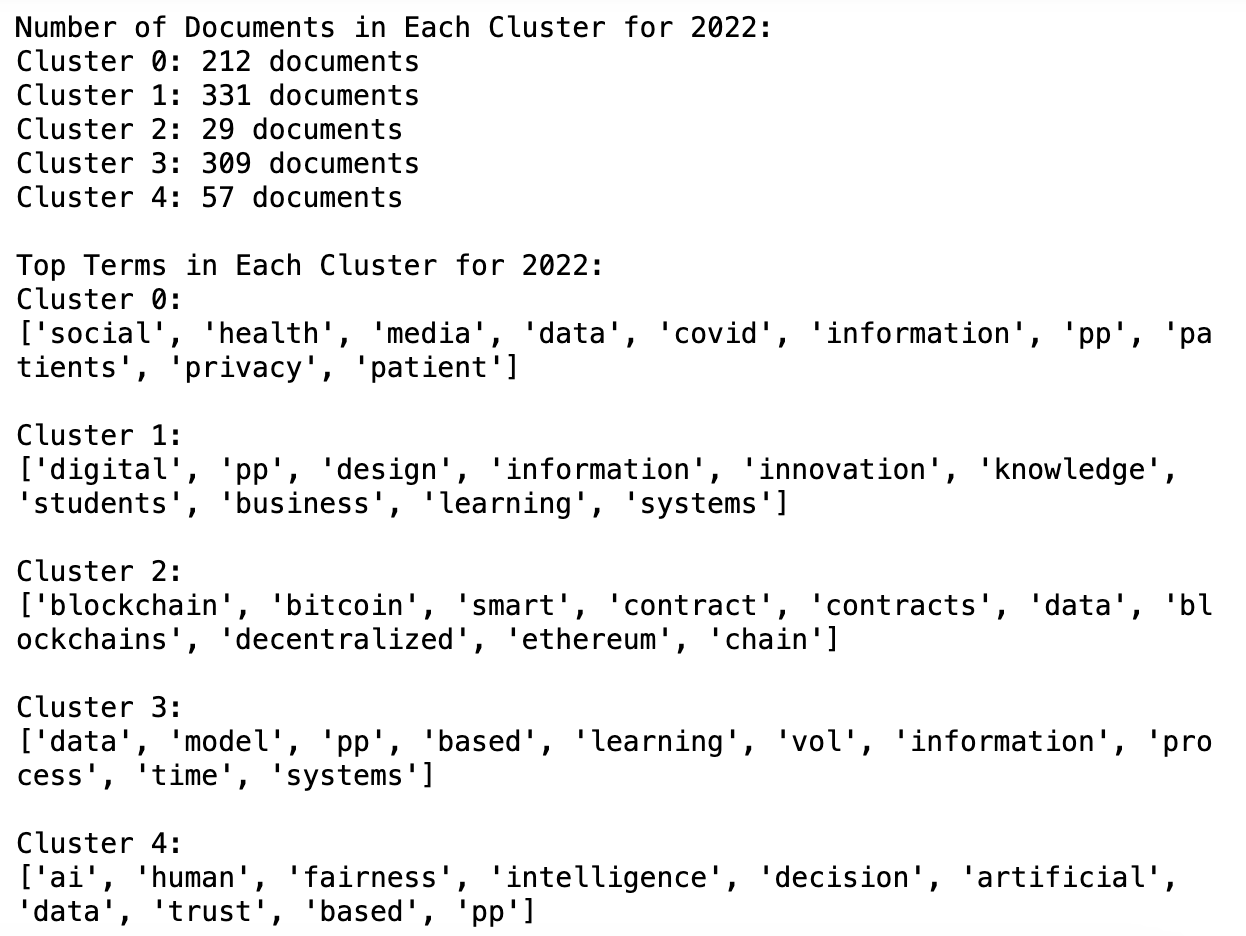 Number of Documents in Each Cluster for 2022:
Cluster 0: 212 documents
Cluster 1: 331 documents
Cluster 2: 29 documents
Cluster 3: 309 documents
Cluster 4: 57 documents

Top Terms in Each Cluster for 2022:
Cluster 0:
['social', 'health', 'media', 'data', 'covid', 'information', 'pp', 'pa
tients', 'privacy', 'patient']

Cluster 1:
['digital', 'pp', 'design', 'information', 'innovation', 'knowledge',
'students', 'business', 'learning', 'systems']

Cluster 2:
['blockchain', 'bitcoin', 'smart', 'contract', 'contracts', 'data', 'bl
ockchains', 'decentralized', 'ethereum', 'chain']

Cluster 3:
['data', 'model', 'pp', 'based', 'learning', 'vol', 'information', 'pro
cess', 'time', 'systems']

Cluster 4:
['ai', 'human', 'fairness', 'intelligence', 'decision', 'artificial',
'data', 'trust', 'based', 'pp']